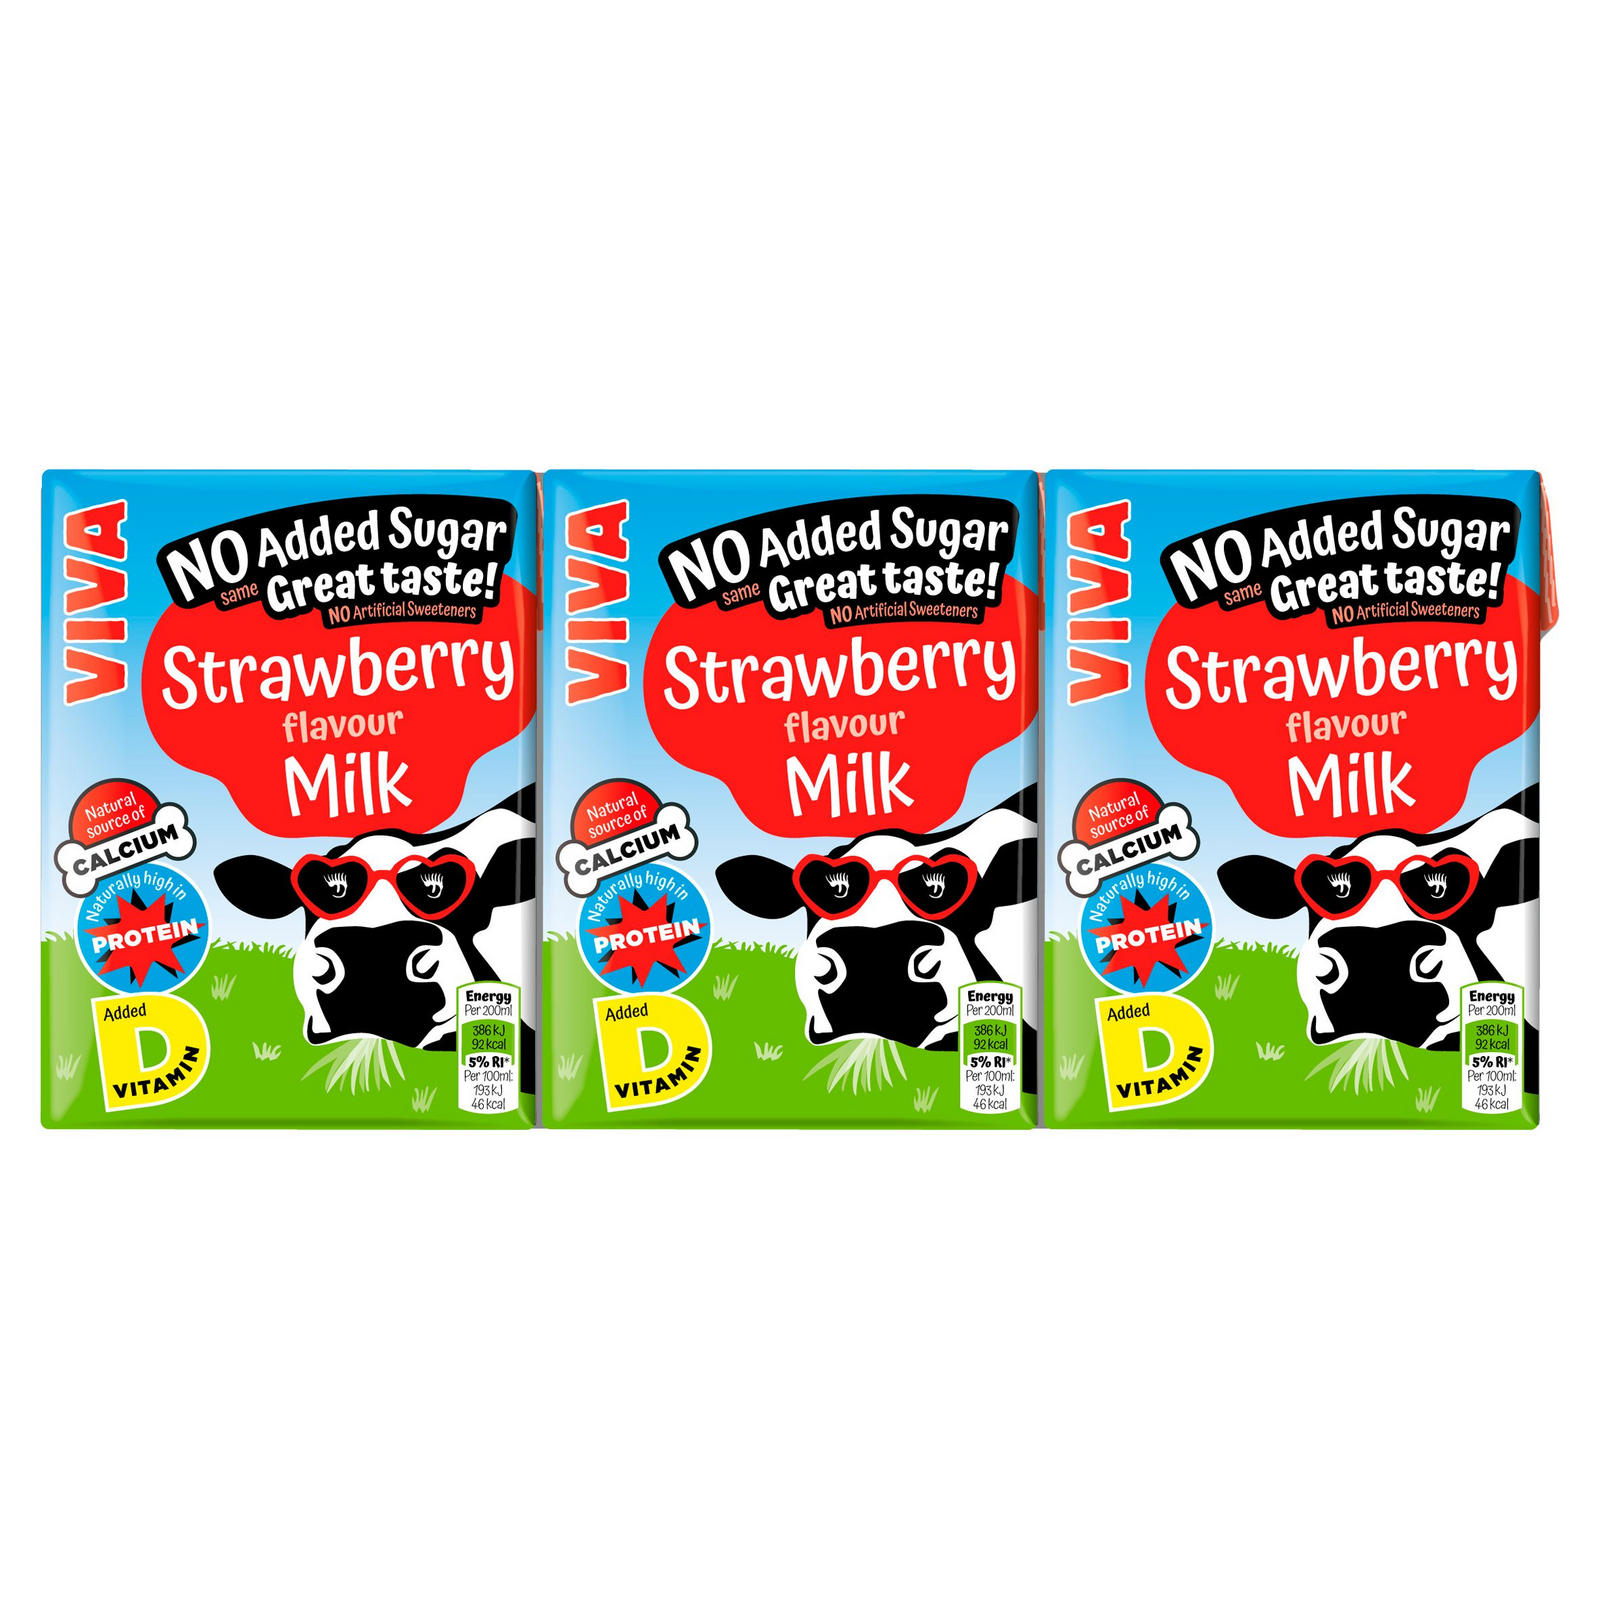 VIVA
NO Added Sugar
same Great taste!
NO Artificial Sweeteners
Strawberry
flavour
Milk
Natural
source of
CALCIUM
Naturally high in
PROTEIN
Added
D
VITAMIN
Energy
Per 200ml
386 kJ
92 kcal
5% RI*
Per 100ml:
193 kJ
46 kcal
VIVA
NO Added Sugar
same Great taste!
NO Artificial Sweeteners
Strawberry
flavour
Milk
Natural
source of
CALCIUM
Naturally high in
PROTEIN
Added
D
VITAMIN
Energy
Per 200ml
386 kJ
92 kcal
5% RI*
Per 100ml:
193 kJ
46 kcal
VIVA
NO Added Sugar
same Great taste!
NO Artificial Sweeteners
Strawberry
flavour
Milk
Natural
source of
CALCIUM
Naturally high in
PROTEIN
Added
D
VITAMIN
Energy
Per 200ml
386 kJ
92 kcal
5% RI*
Per 100ml:
193 kJ
46 kcal